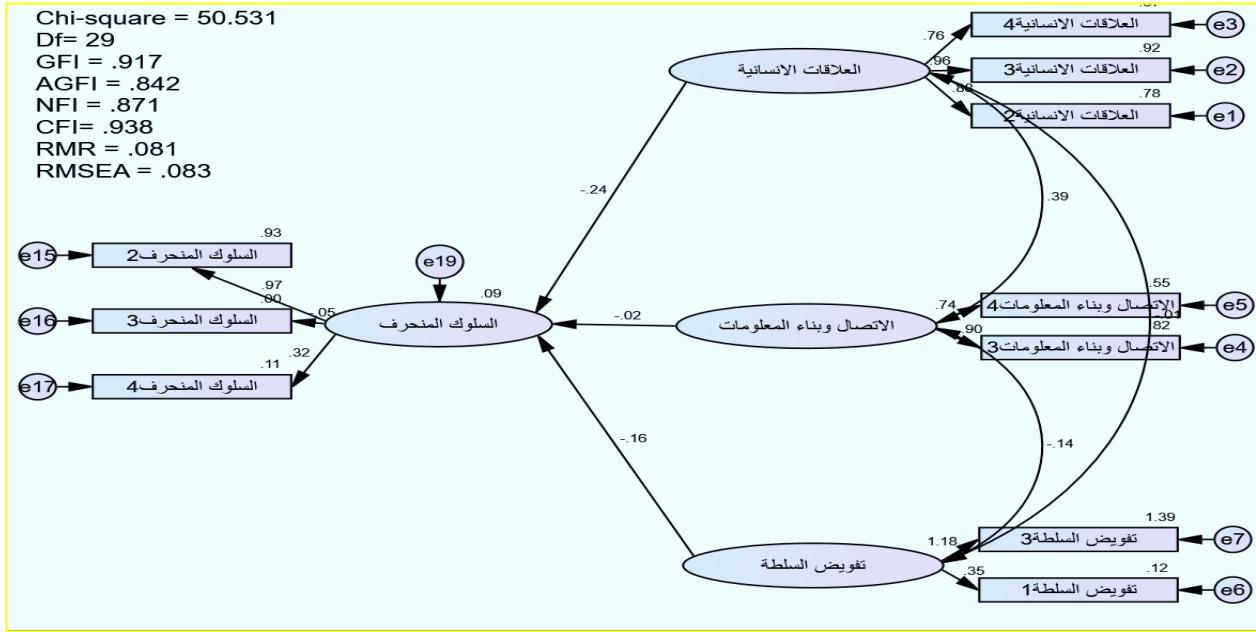 Chi-square = 50.531
Df= 29
GFI = .917
AGFI = .842
NFI = .871
CFI= .938
RMR = .081
RMSEA = .083
العلاقات الانسانية4
e3
.76
.92
العلاقات الانسانية3
e2
.96
.78
العلاقات الانسانية2
e1
العلاقات الانسانية
-.24
.39
.93
السلوك المنحرف2
e15
.97
.00
السلوك المنحرف3
e16
-.05
.32
.11
السلوك المنحرف4
e17
e19
.09
السلوك المنحرف
-.02
الاتصال وبناء المعلومات
.74
.55
الاتصال وبناء المعلومات4
e5
-.01
.90
.82
الاتصال وبناء المعلومات3
e4
-.16
-.14
تفويض السلطة
1.18
1.39
تفويض السلطة3
e7
.35
.12
تفويض السلطة1
e6